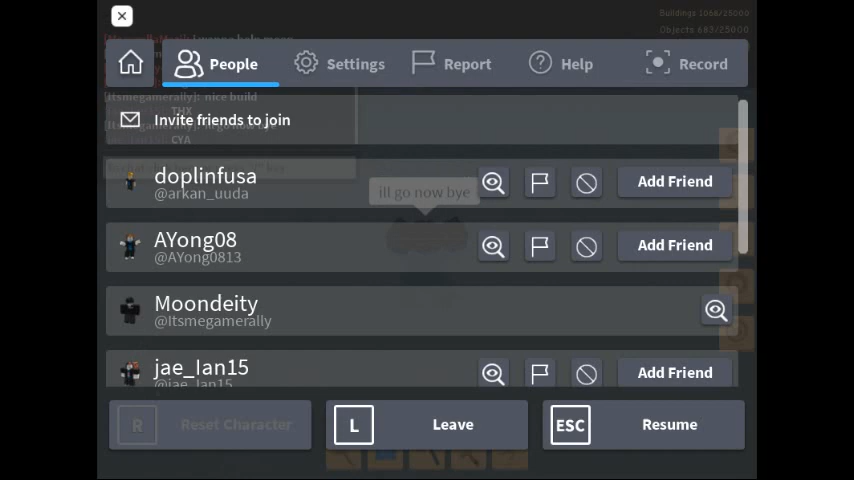 Buildings 1068/25000
Objects 683/25000
People
Settings
Report
Help
Record
[Itsmegamerally]: nice build
THX
Invite friends to join
CYA
doplinfusa
@arkan_uuda
Add Friend
ill go now bye
AYong08
@AYong0813
Add Friend
Moondeity
@Itsmegamerally
jae_Ian15
@jae_Ian15
Add Friend
R Reset Character
L Leave
ESC Resume